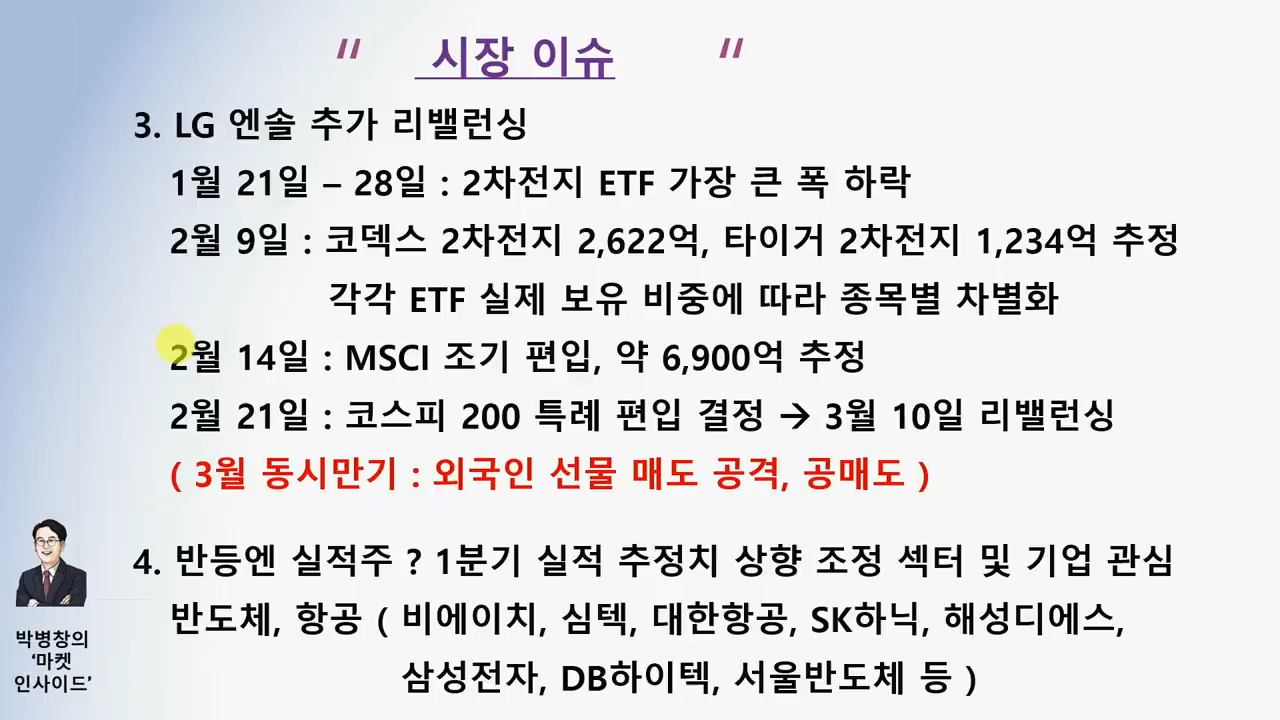 〃 시장 이슈 〃
3. LG 엔솔 추가 리밸런싱
1월 21일 – 28일 : 2차전지 ETF 가장 큰 폭 하락
2월 9일 : 코덱스 2차전지 2,622억, 타이거 2차전지 1,234억 추정
각각 ETF 실제 보유 비중에 따라 종목별 차별화
2월 14일 : MSCI 조기 편입, 약 6,900억 추정
2월 21일 : 코스피 200 특례 편입 결정 → 3월 10일 리밸런싱
( 3월 동시만기 : 외국인 선물 매도 공격, 공매도 )
4. 반등엔 실적주 ? 1분기 실적 추정치 상향 조정 섹터 및 기업 관심
반도체, 항공 ( 비에이치, 심텍, 대한항공, SK하닉, 해성디에스,
삼성전자, DB하이텍, 서울반도체 등 )
박병창의
‘마켓
인사이드’